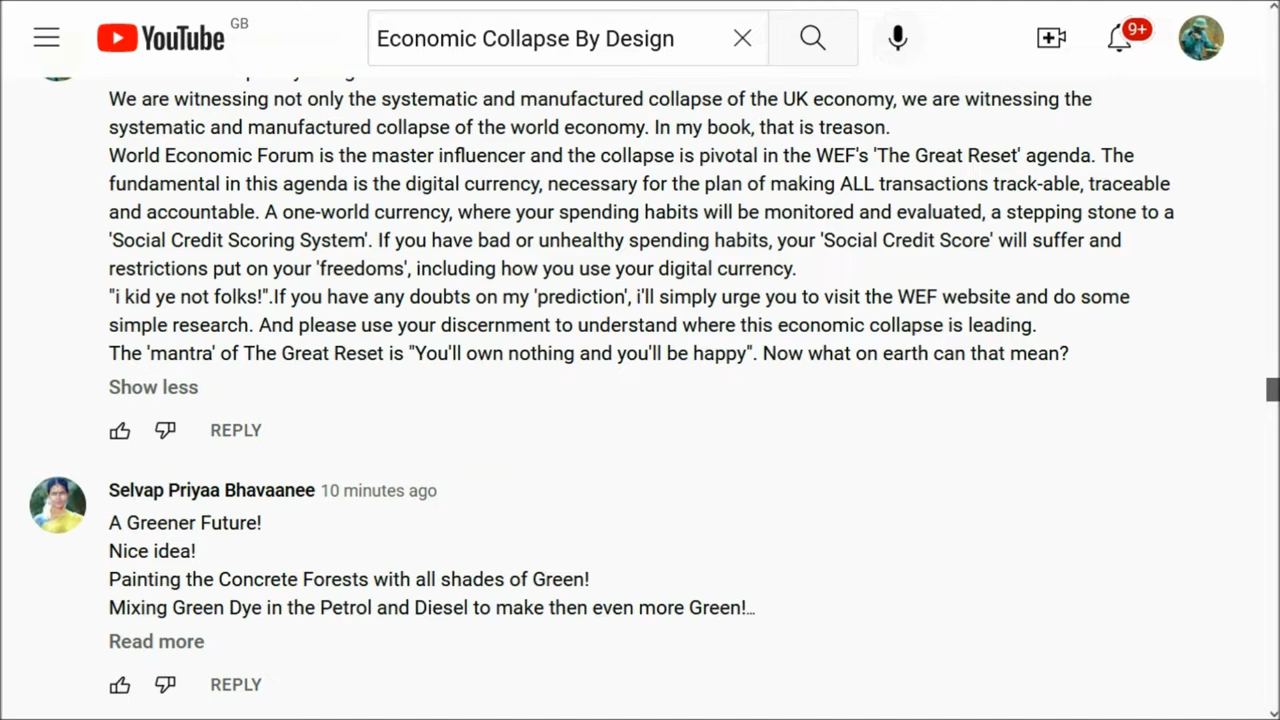 YouTube GB
Economic Collapse By Design
9+
We are witnessing not only the systematic and manufactured collapse of the UK economy, we are witnessing the
systematic and manufactured collapse of the world economy. In my book, that is treason.
World Economic Forum is the master influencer and the collapse is pivotal in the WEF's 'The Great Reset' agenda. The
fundamental in this agenda is the digital currency, necessary for the plan of making ALL transactions track-able, traceable
and accountable. A one-world currency, where your spending habits will be monitored and evaluated, a stepping stone to a
'Social Credit Scoring System'. If you have bad or unhealthy spending habits, your 'Social Credit Score' will suffer and
restrictions put on your 'freedoms', including how you use your digital currency.
"i kid ye not folks!".If you have any doubts on my 'prediction', i'll simply urge you to visit the WEF website and do some
simple research. And please use your discernment to understand where this economic collapse is leading.
The 'mantra' of The Great Reset is "You'll own nothing and you'll be happy". Now what on earth can that mean?
Show less
REPLY
Selvap Priyaa Bhavaanee 10 minutes ago
A Greener Future!
Nice idea!
Painting the Concrete Forests with all shades of Green!
Mixing Green Dye in the Petrol and Diesel to make then even more Green!...
Read more
REPLY